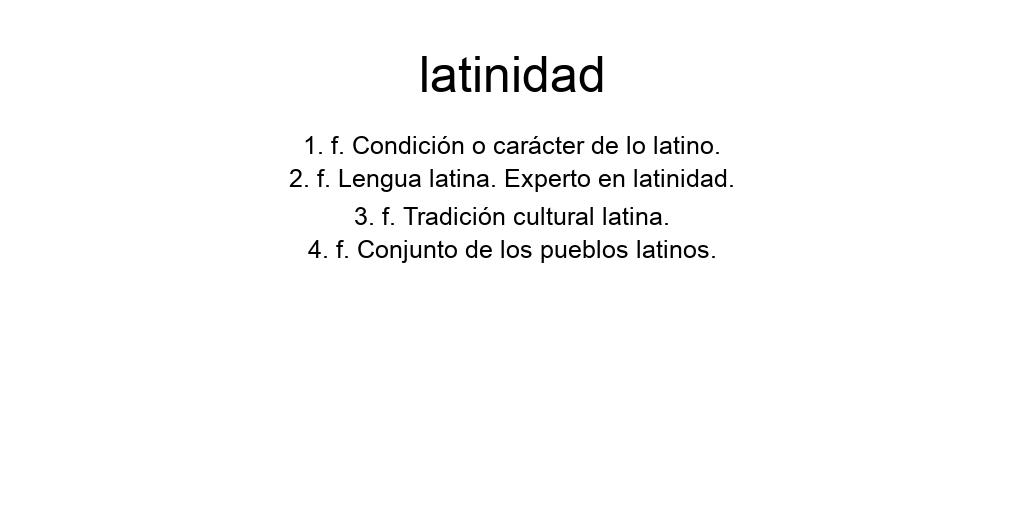 latinidad
1. f. Condición o carácter de lo latino.
2. f. Lengua latina. Experto en latinidad.
3. f. Tradición cultural latina.
4. f. Conjunto de los pueblos latinos.